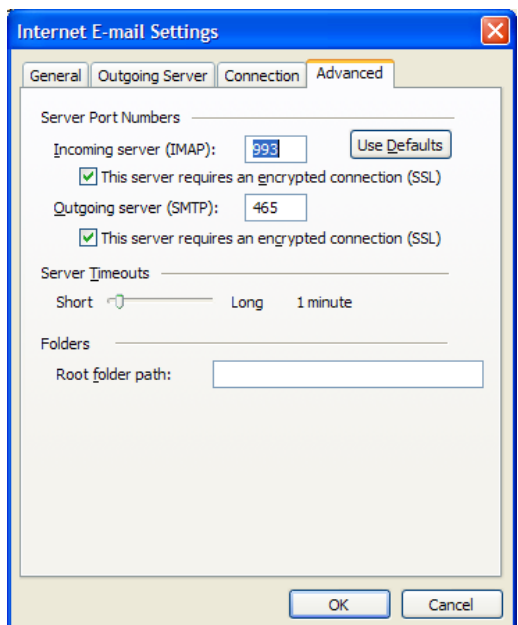 Internet E-mail Settings
General Outgoing Server Connection Advanced
Server Port Numbers
Incoming server (IMAP): 993 Use Defaults
This server requires an encrypted connection (SSL)
Outgoing server (SMTP): 465
This server requires an encrypted connection (SSL)
Server Timeouts
Short Long 1 minute
Folders
Root folder path:
OK Cancel